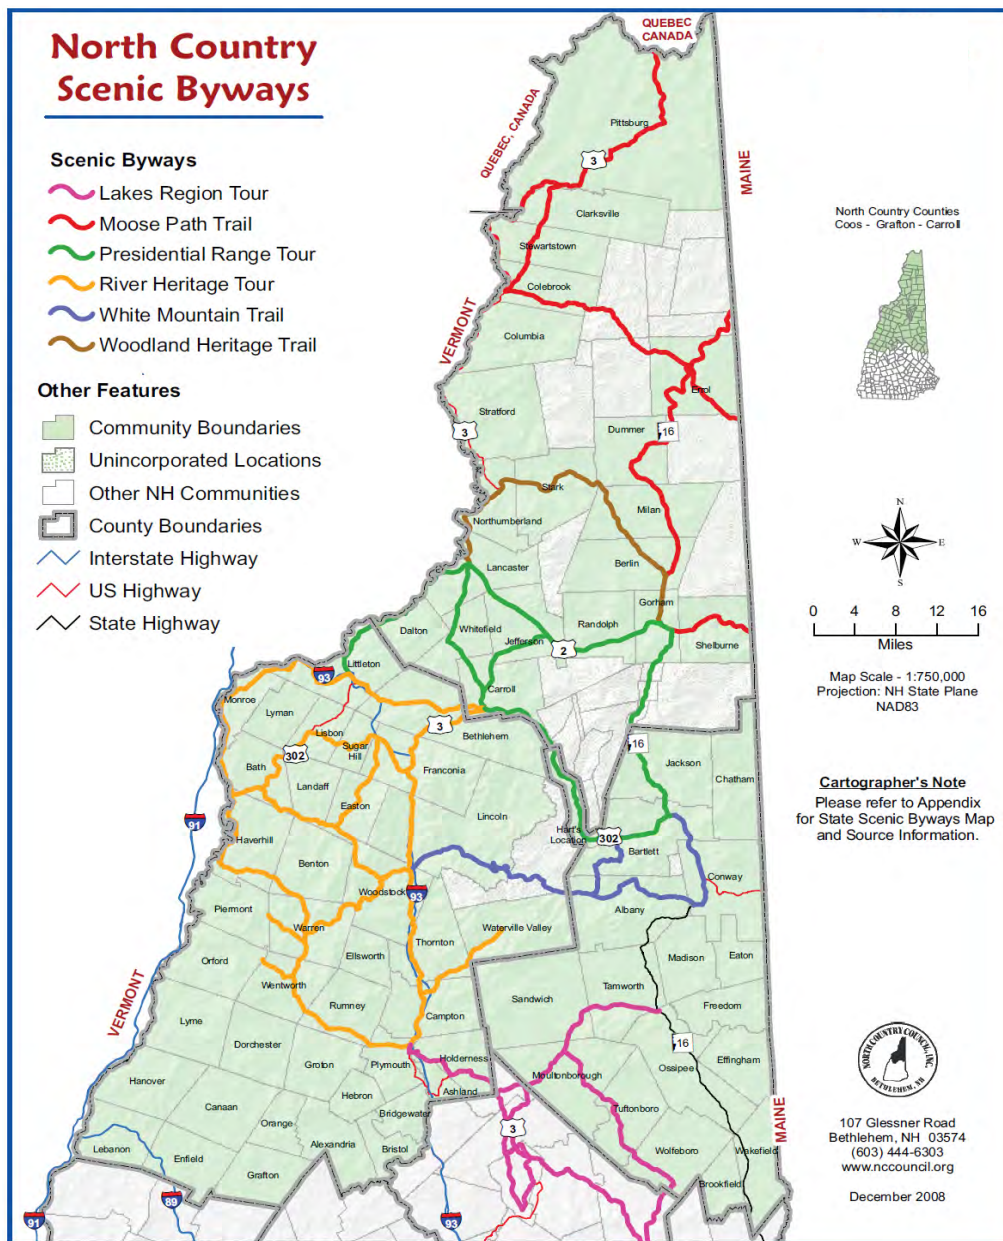 North Country
Scenic Byways
Scenic Byways
Lakes Region Tour
Moose Path Trail
Presidential Range Tour
River Heritage Tour
White Mountain Trail
Woodland Heritage Trail
Other Features
Community Boundaries
Unincorporated Locations
Other NH Communities
County Boundaries
Interstate Highway
US Highway
State Highway
QUEBEC
CANADA
QUEBEC, CANADA
MAINE
VERMONT
Pittsburg
3
Clarksville
Stewartstown
Colebrook
Columbia
Errol
Stratford
3
Dummer
16
Stark
Northumberland
Milan
Lancaster
Berlin
Gorham
Dalton
Whitefield
Jefferson
Randolph
2
Shelburne
Littleton
93
Carroll
Monroe
Lyman
Lisbon
Sugar
Hill
3
Bethlehem
302
Bath
Landaff
Franconia
Easton
Lincoln
16
Jackson
Chatham
91
Haverhill
Hart's
Location
302
Bartlett
Benton
Woodstock
93
Conway
Piermont
Warren
Albany
Thornton
Waterville Valley
Orford
Ellsworth
Madison
Eaton
Wentworth
Rumney
Campton
Sandwich
Tamworth
Freedom
VERMONT
Lyme
Dorchester
Groton
Plymouth
Holderness
Ashland
Moultonborough
16
Ossipee
Effingham
Hanover
Canaan
Hebron
Bridgewater
Orange
Alexandria
Bristol
Tuftonboro
3
Lebanon
Enfield
Grafton
Wolfeboro
Wakefield
Brookfield
MAINE
91
89
93
North Country Counties
Coos - Grafton - Carroll
N
W
E
S
0 4 8 12 16
Miles
Map Scale - 1:750,000
Projection: NH State Plane
NAD83
Cartographer's Note
Please refer to Appendix
for State Scenic Byways Map
and Source Information.
NORTH COUNTRY COUNCIL, INC.
BETHLEHEM, NH
107 Glessner Road
Bethlehem, NH 03574
(603) 444-6303
www.nccouncil.org
December 2008